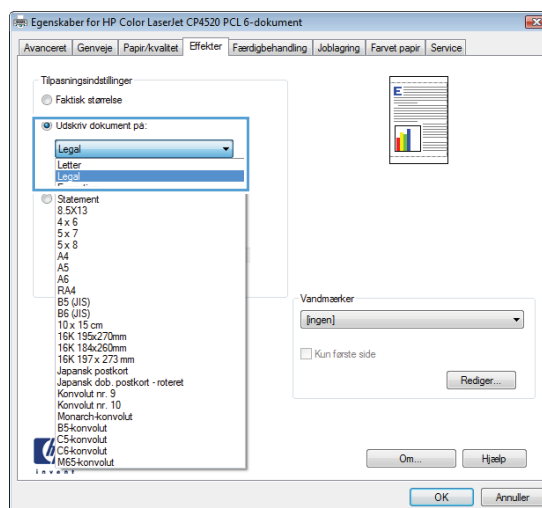 Egenskaber for HP Color LaserJet CP4520 PCL 6-dokument
Avanceret Genveje Papir/kvalitet Effekter Færdigbehandling Joblagring Farvet papir Service
Tilpasningsindstillinger
Faktisk størrelse
Udskriv dokument på:
Legal
Letter
Legal
Statement
8.5X13
4 x 6
5 x 7
5 x 8
A4
A5
A6
RA4
B5 (JIS)
B6 (JIS)
10 x 15 cm
16K 195x270mm
16K 184x260mm
16K 197 x 273 mm
Japansk postkort
Japansk dob. postkort - roteret
Konvolut nr. 9
Konvolut nr. 10
Monarch-konvolut
B5-konvolut
C5-konvolut
C6-konvolut
M65-konvolut
E
Vandmærker
[ingen]
Kun første side
Rediger...
invent
Om... Hjælp
OK Annuller